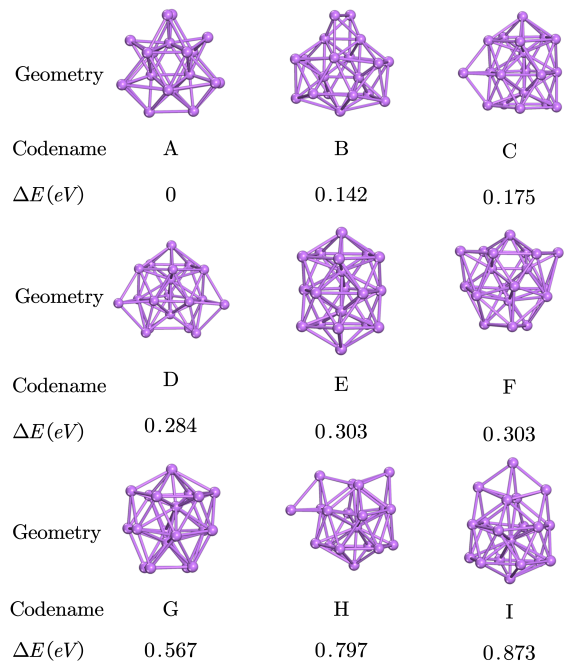 Geometry
Codename A B C
ΔE(eV) 0 0.142 0.175
Geometry
Codename D E F
ΔE(eV) 0.284 0.303 0.303
Geometry
Codename G H I
ΔE(eV) 0.567 0.797 0.873